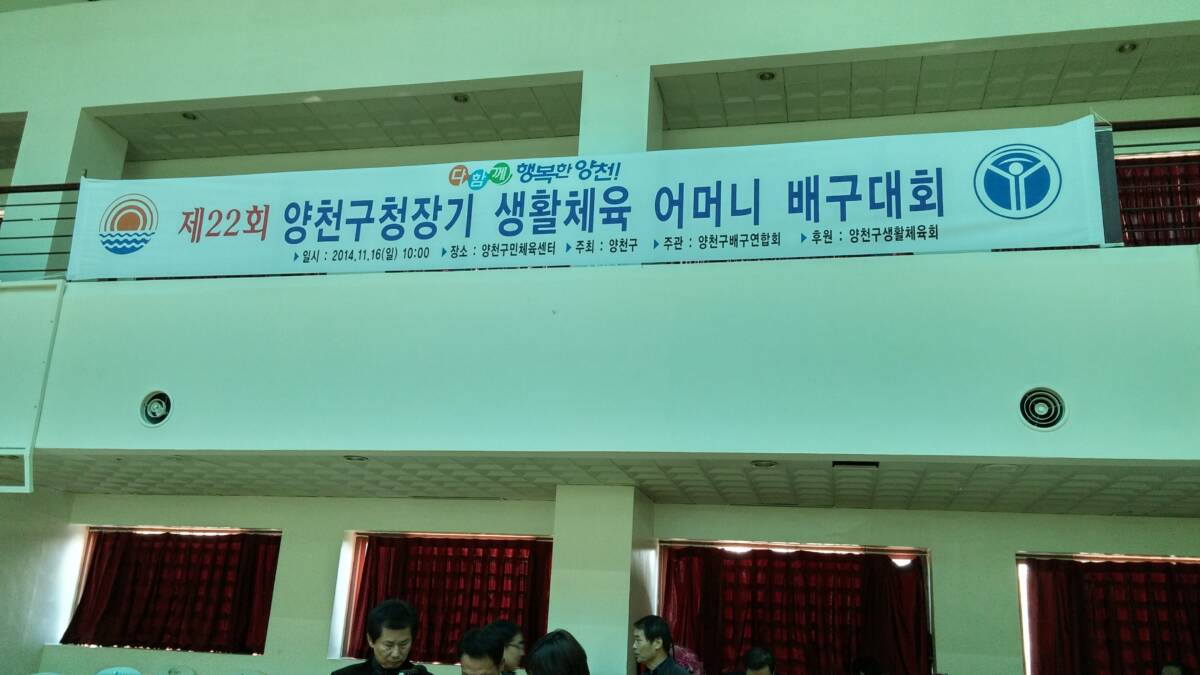 다함께 행복한 양천!
제22회 양천구청장기 생활체육 어머니 배구대회
▶일시 : 2014.11.16(일) 10:00 ▶장소 : 양천구민체육센터 ▶주최 : 양천구 ▶주관 : 양천구배구연합회 ▶후원 : 양천구생활체육회